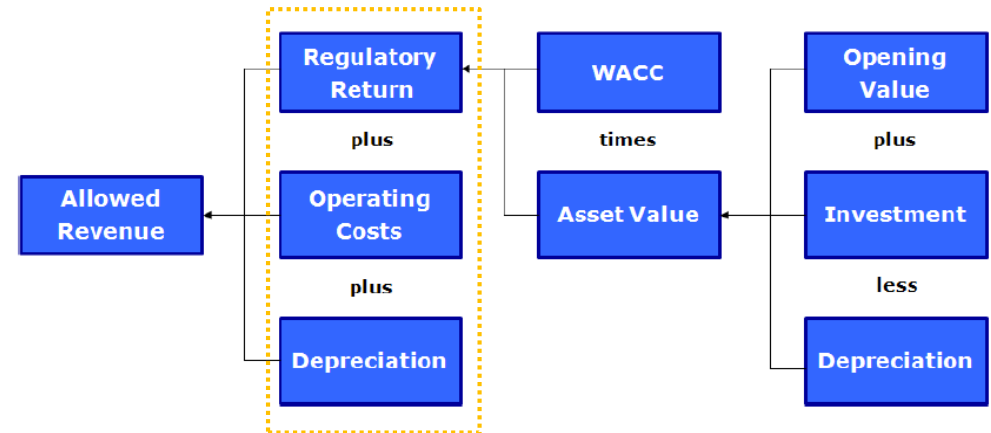 Regulatory
Return
WACC
Opening
Value
plus
times
plus
Allowed
Revenue
Operating
Costs
Asset Value
Investment
plus
less
Depreciation
Depreciation